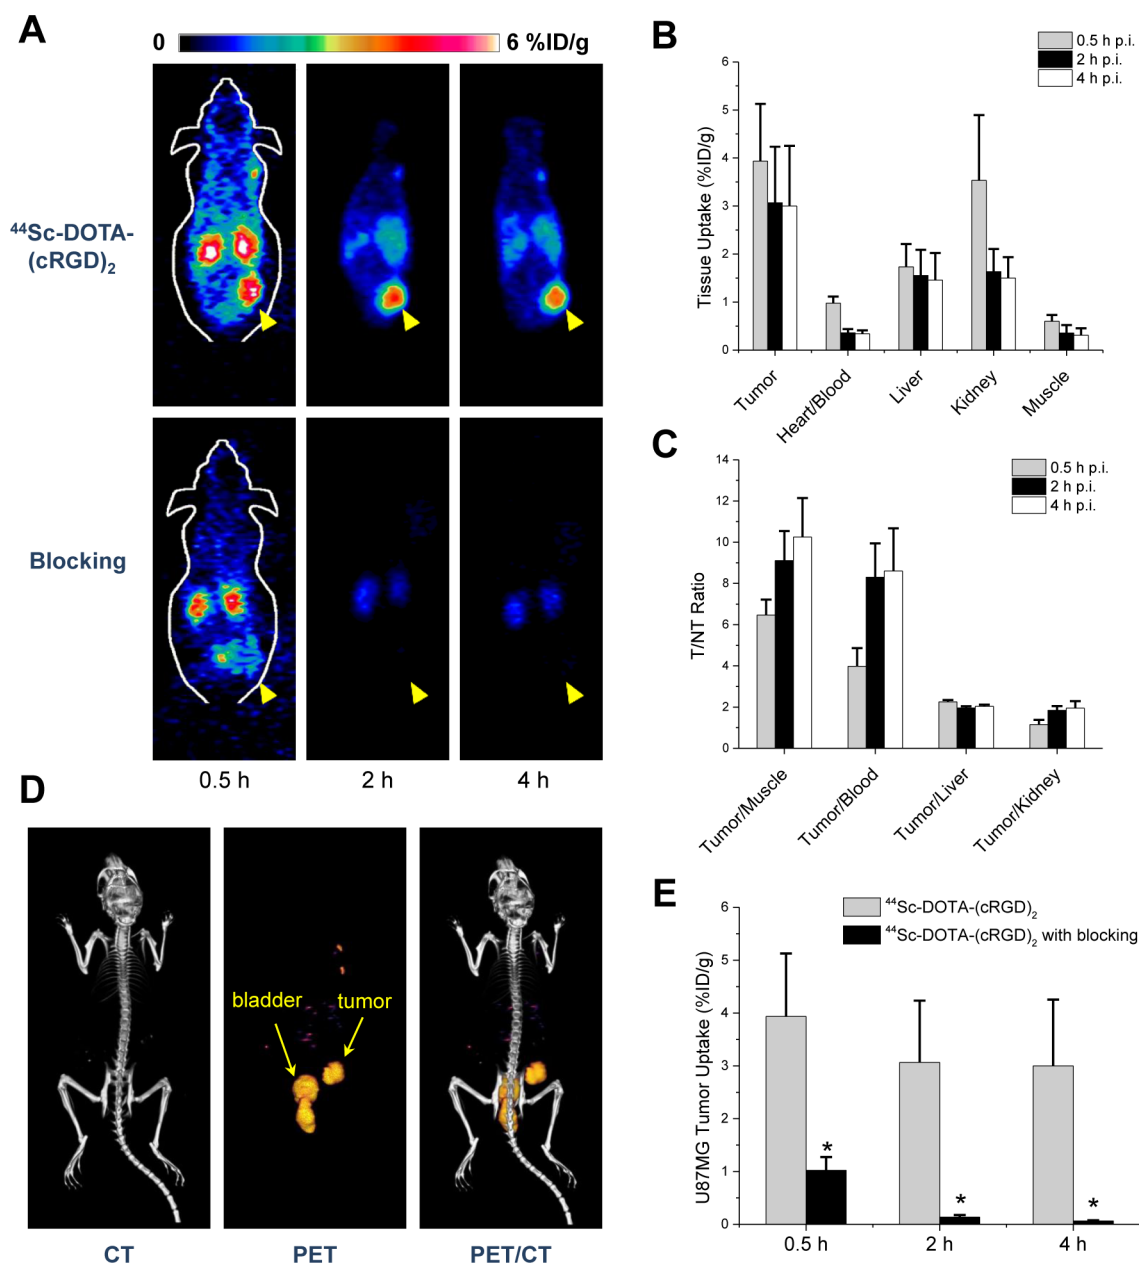 A
0
6 %ID/g
⁴⁴Sc-DOTA-
(cRGD)₂
Blocking
0.5 h
2 h
4 h
B
0.5 h p.i.
2 h p.i.
4 h p.i.
Tissue Uptake (%ID/g)
6
5
4
3
2
1
0
Tumor
Heart/Blood
Liver
Kidney
Muscle
C
0.5 h p.i.
2 h p.i.
4 h p.i.
T/NT Ratio
14
12
10
8
6
4
2
0
Tumor/Muscle
Tumor/Blood
Tumor/Liver
Tumor/Kidney
D
bladder
tumor
CT
PET
PET/CT
E
⁴⁴Sc-DOTA-(cRGD)₂
⁴⁴Sc-DOTA-(cRGD)₂ with blocking
U87MG Tumor Uptake (%ID/g)
6
5
4
3
2
1
0
*
*
*
0.5 h
2 h
4 h